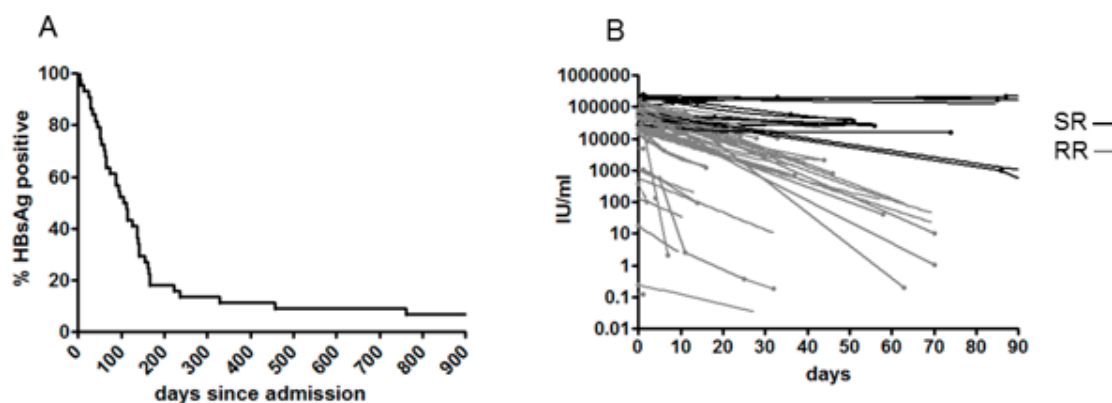 A
% HBsAg positive
100
80
60
40
20
0
0 100 200 300 400 500 600 700 800 900
days since admission
B
IU/ml
1000000
100000
10000
1000
100
10
1
0.1
0.01
0 10 20 30 40 50 60 70 80 90
days
SR
RR